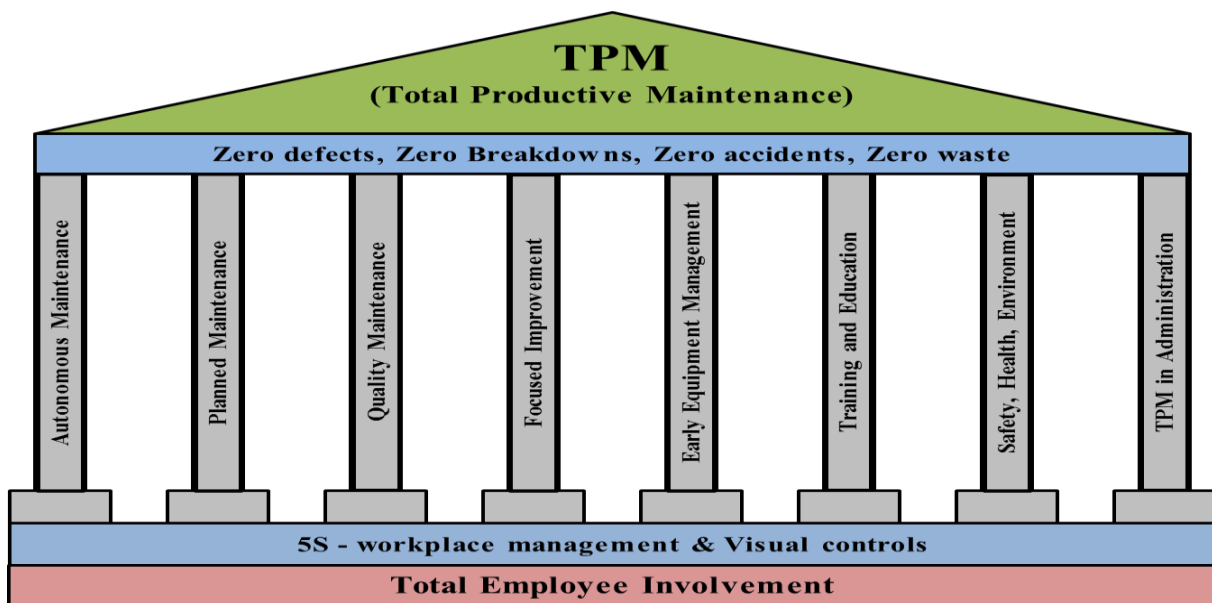 TPM
(Total Productive Maintenance)
Zero defects, Zero Breakdowns, Zero accidents, Zero waste
Autonomous Maintenance
Planned Maintenance
Quality Maintenance
Focused Improvement
Early Equipment Management
Training and Education
Safety, Health, Environment
TPM in Administration
5S - workplace management & Visual controls
Total Employee Involvement